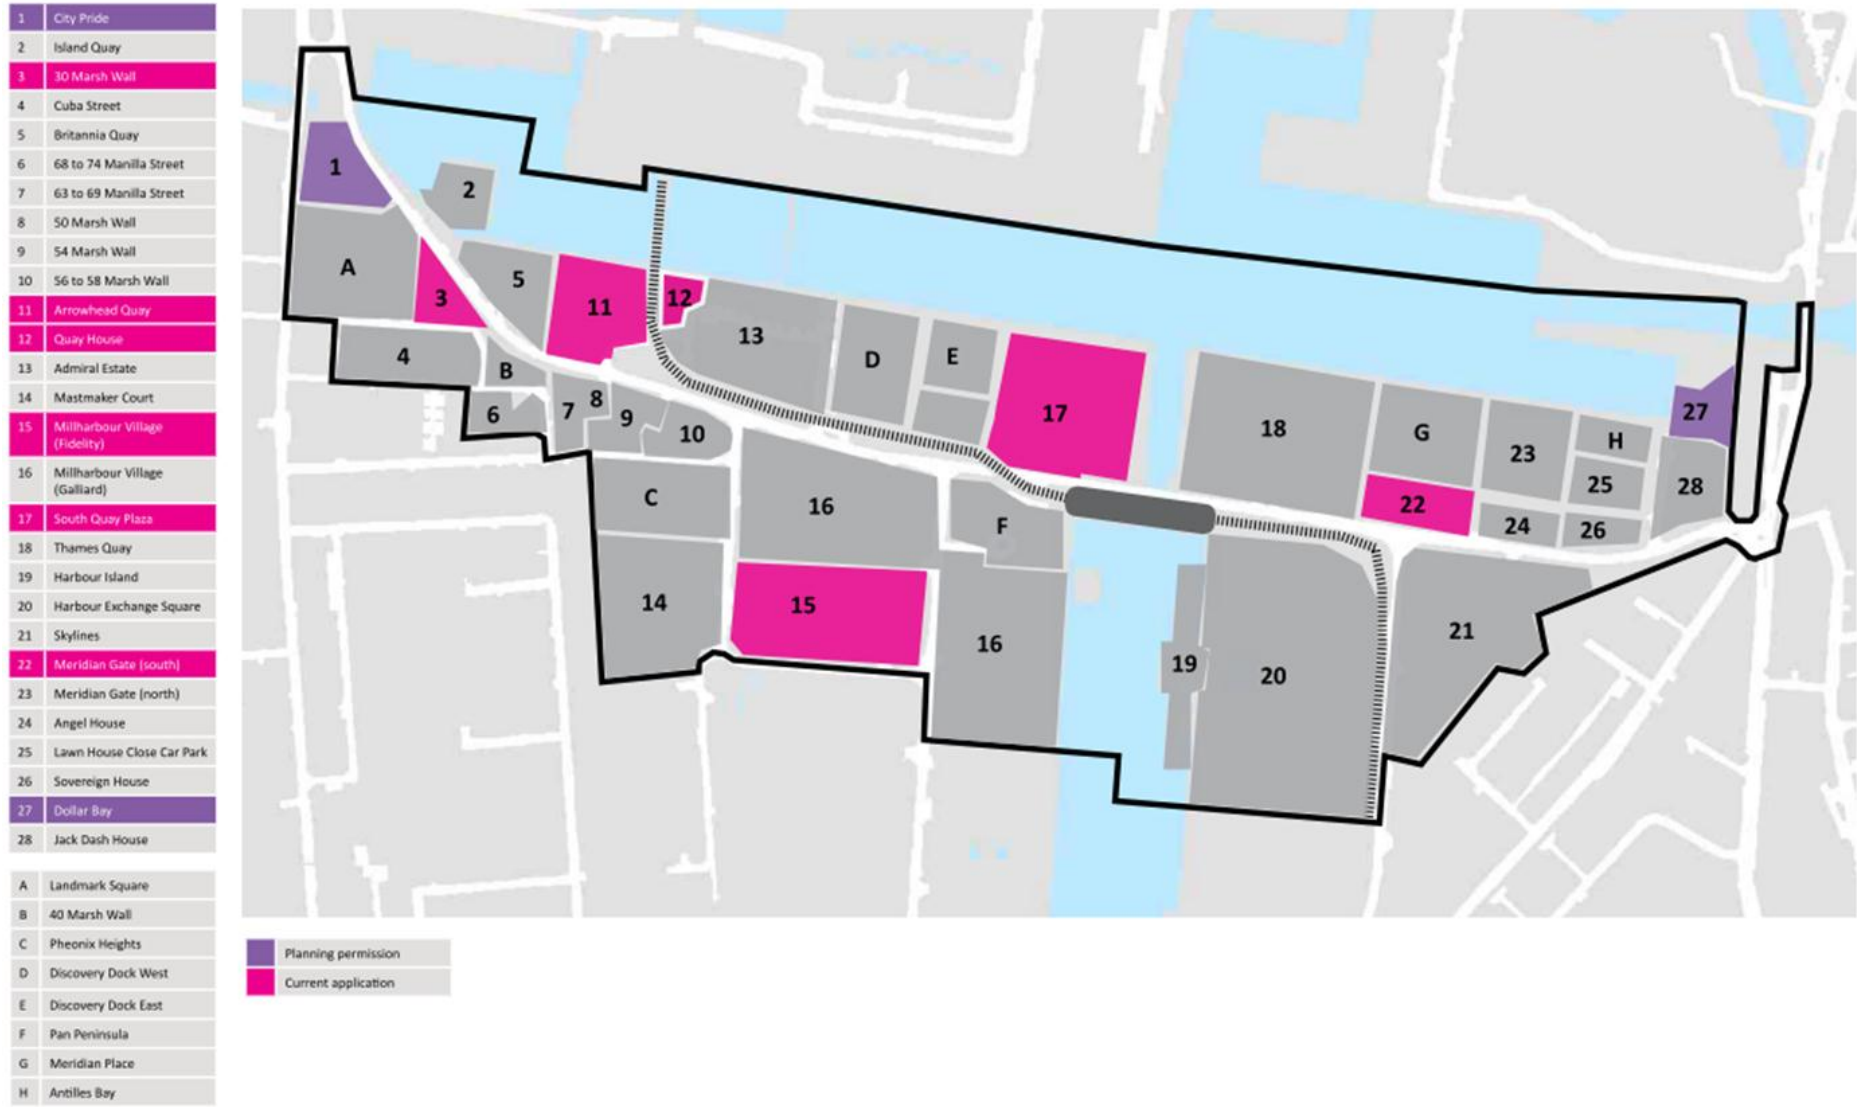 1 City Pride
2 Island Quay
3 30 Marsh Wall
4 Cuba Street
5 Britannia Quay
6 68 to 74 Manilla Street
7 63 to 69 Manilla Street
8 50 Marsh Wall
9 54 Marsh Wall
10 56 to 58 Marsh Wall
11 Arrowhead Quay
12 Quay House
13 Admiral Estate
14 Mastmaker Court
15 Millharbour Village
(Fidelity)
16 Millharbour Village
(Galliard)
17 South Quay Plaza
18 Thames Quay
19 Harbour Island
20 Harbour Exchange Square
21 Skylines
22 Meridian Gate (south)
23 Meridian Gate (north)
24 Angel House
25 Lawn House Close Car Park
26 Sovereign House
27 Dollar Bay
28 Jack Dash House
A Landmark Square
B 40 Marsh Wall
C Pheonix Heights
D Discovery Dock West
E Discovery Dock East
F Pan Peninsula
G Meridian Place
H Antilles Bay
1
2
A
3
5
11
12
13
D
E
17
4
B
6
7
8
9
10
18
G
23
H
27
25
28
22
24
26
C
16
F
14
15
16
19
20
21
Planning permission
Current application